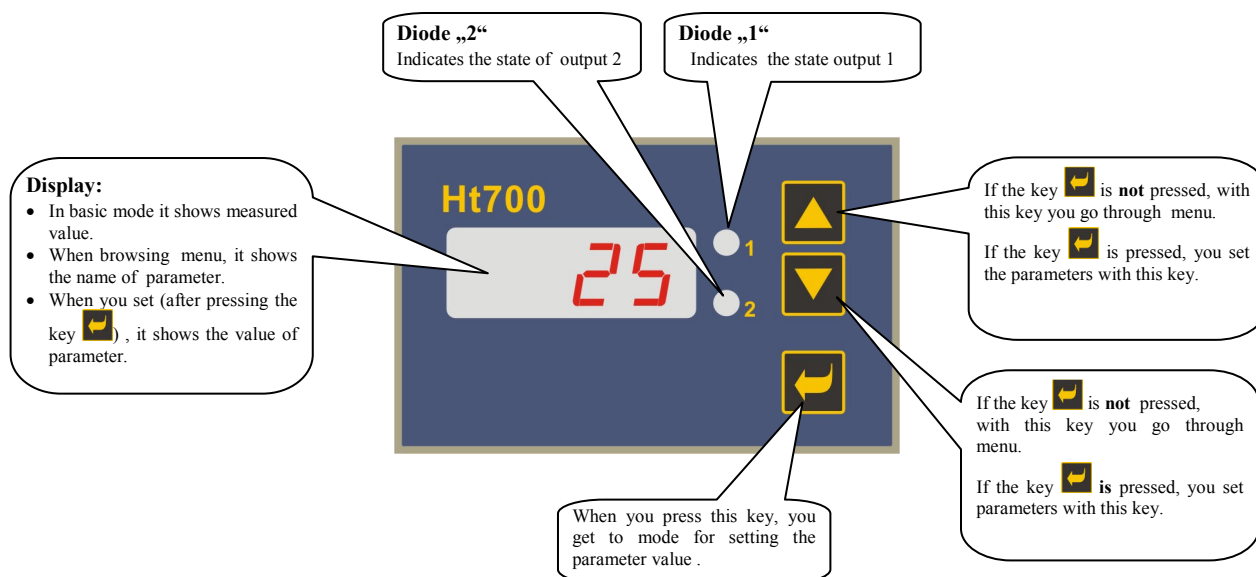 Diode „2“
Indicates the state of output 2
Diode „1“
Indicates the state output 1
Display:
• In basic mode it shows measured
value.
• When browsing menu, it shows
the name of parameter.
• When you set (after pressing the
key ) , it shows the value of
parameter.
Ht700
25
1
2
If the key is not pressed, with
this key you go through menu.
If the key is pressed, you set
the parameters with this key.
If the key is not pressed,
with this key you go through
menu.
If the key is pressed, you set
parameters with this key.
When you press this key, you
get to mode for setting the
parameter value .